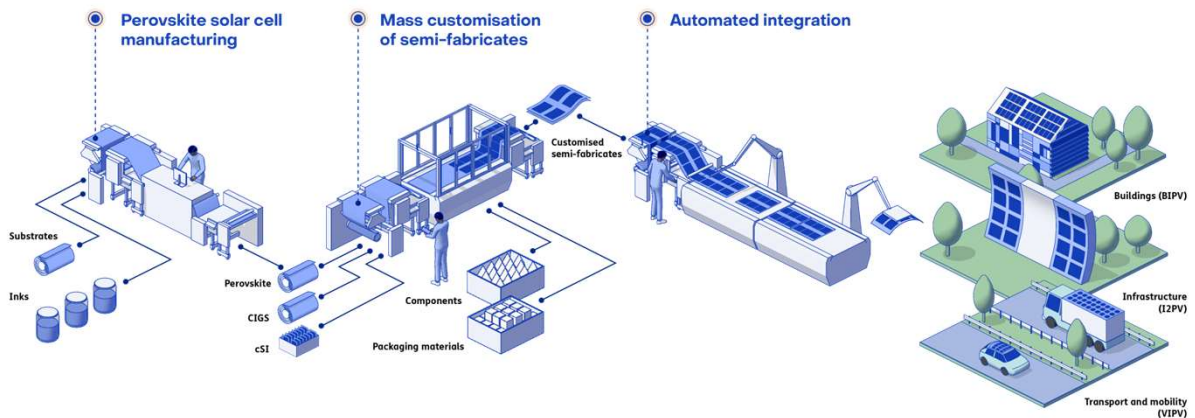 Perovskite solar cell
manufacturing
Mass customisation
of semi-fabricates
Automated integration
Substrates
Inks
Perovskite
CIGS
cSI
Components
Packaging materials
Customised
semi-fabricates
Buildings (BIPV)
Infrastructure
(I2PV)
Transport and mobility
(VIPV)